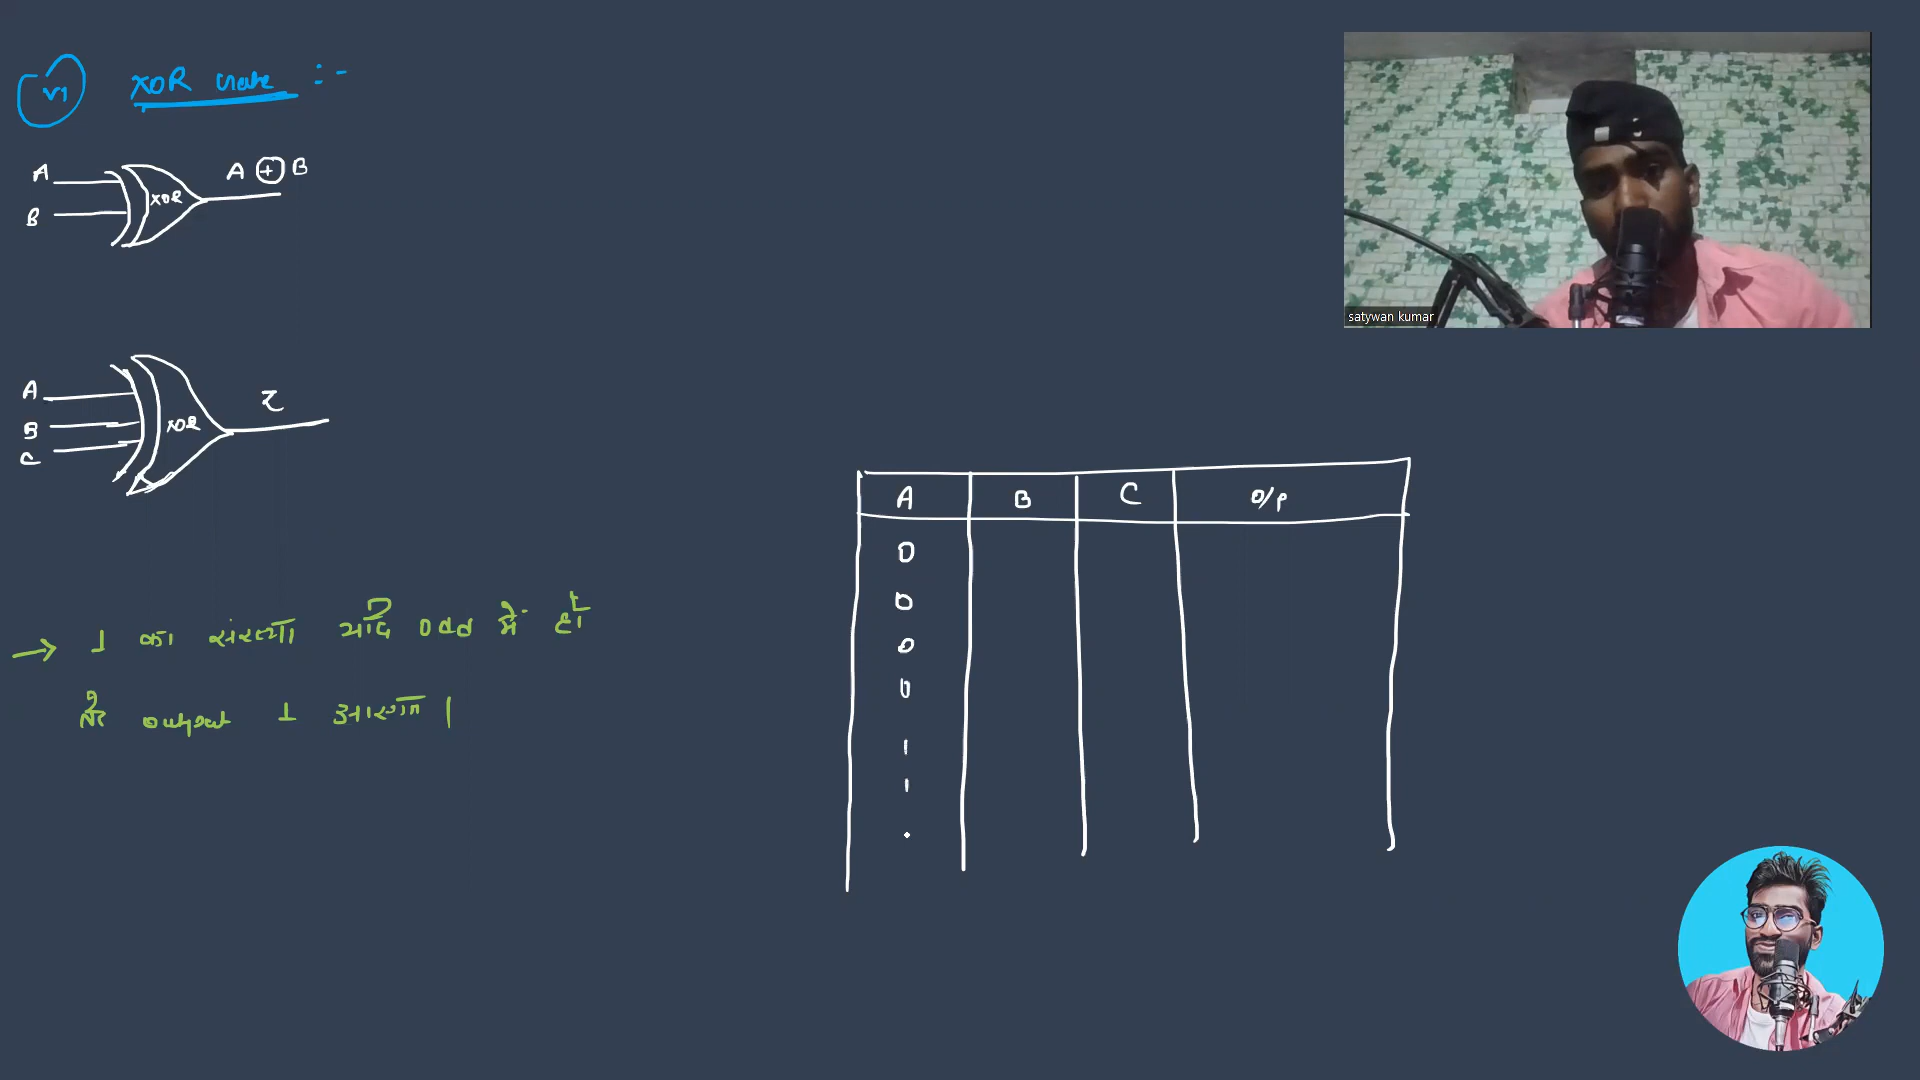 VI XOR Gate :-
A
B
XOR
A ⊕ B
A
B
C
XOR
Z
→ 1 का संख्या यदि odd में हो
तो output 1 आएगा |
A B C O/P
0
0
0
0
1
1
satywan kumar